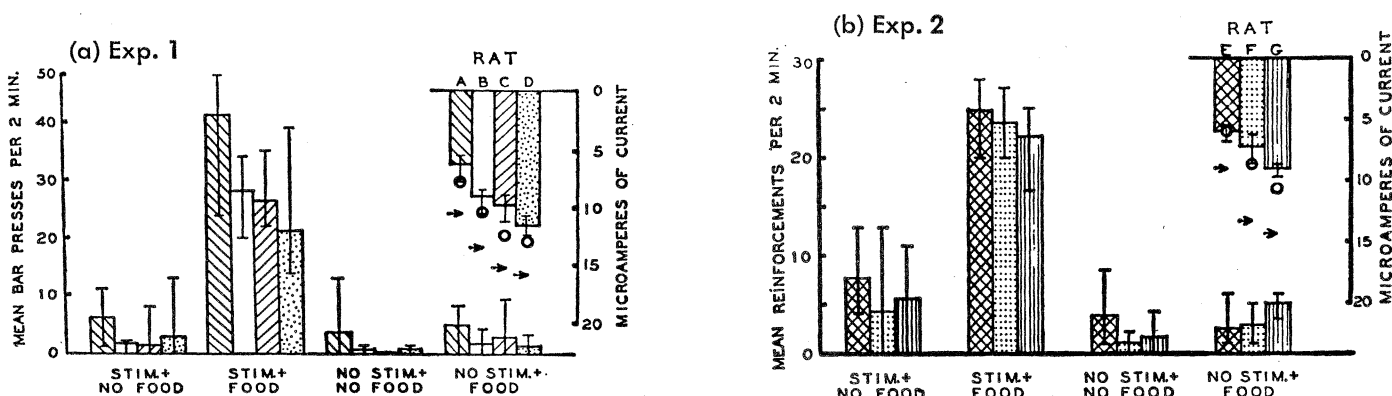 (a) Exp. 1
MEAN BAR PRESSES PER 2 MIN.
50
40
30
20
10
0
STIM.+
NO FOOD
STIM.+
FOOD
NO STIM.+
NO FOOD
NO STIM.+
FOOD
RAT
A B C D
0
5
10
15
20
MICROAMPERES OF CURRENT
(b) Exp. 2
MEAN REINFORCEMENTS PER 2 MIN.
30
20
10
0
STIM.+
NO FOOD
STIM.+
FOOD
NO STIM.+
NO FOOD
NO STIM.+
FOOD
RAT
E F G
0
5
10
15
20
MICROAMPERES OF CURRENT